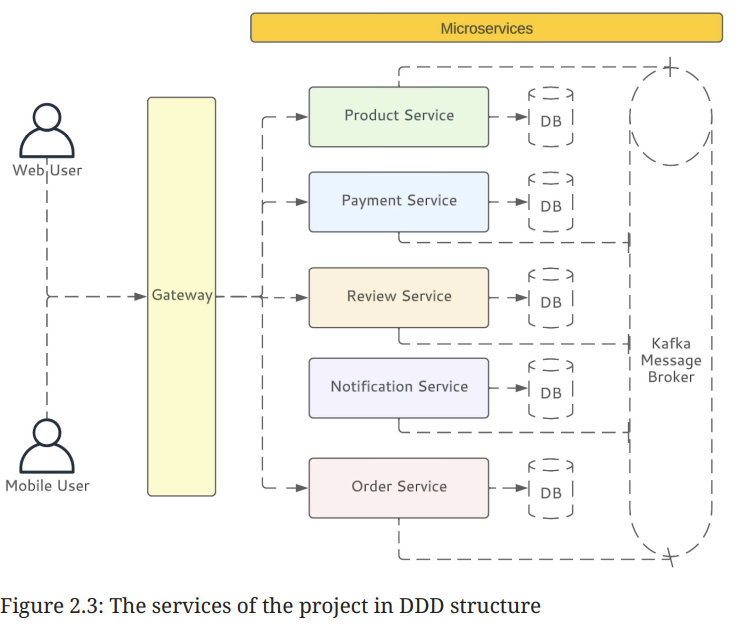 Microservices
Product Service
DB
Web User
Payment Service
DB
Gateway
Review Service
DB
Kafka
Message
Broker
Notification Service
DB
Mobile User
Order Service
DB
Figure 2.3: The services of the project in DDD structure